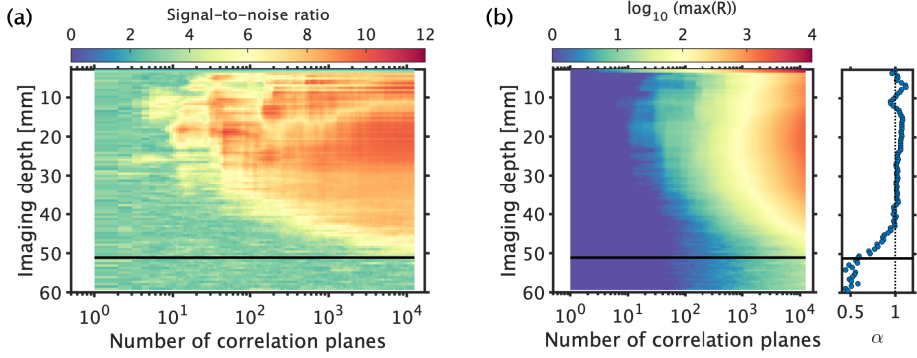 (a)
Signal-to-noise ratio
0 2 4 6 8 10 12
Imaging depth [mm]
10
20
30
40
50
60
10^0 10^1 10^2 10^3 10^4
Number of correlation planes
(b)
log10 (max(R))
0 1 2 3 4
Imaging depth [mm]
10
20
30
40
50
60
10^0 10^1 10^2 10^3 10^4
Number of correlation planes
0.5 1
α